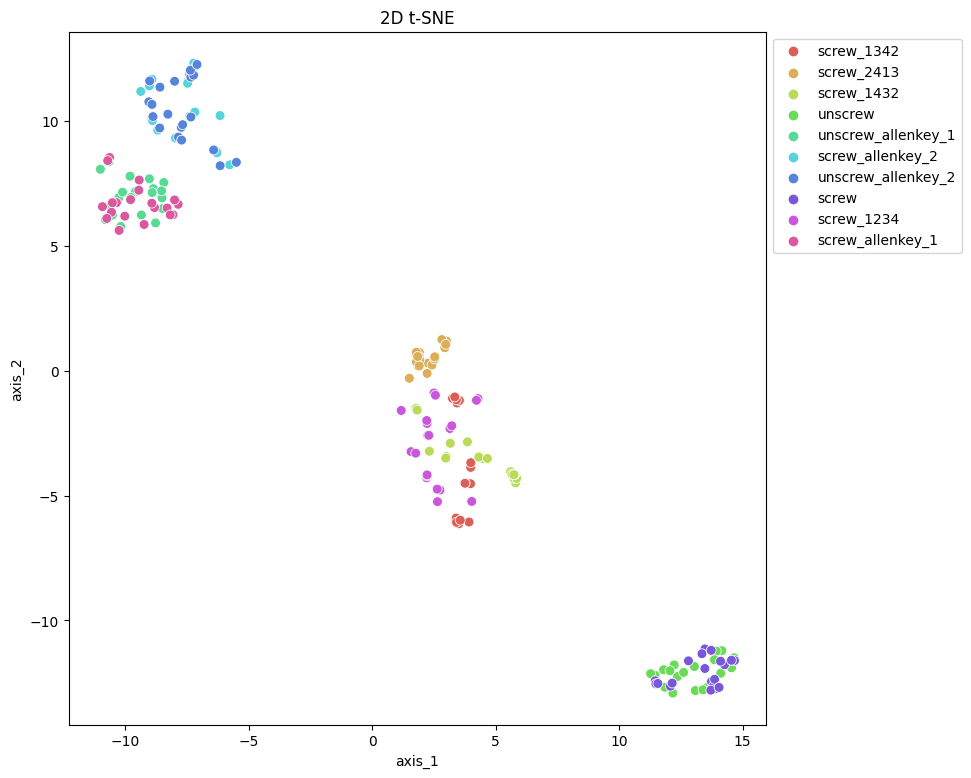 2D t-SNE
screw_1342
screw_2413
screw_1432
unscrew
unscrew_allenkey_1
screw_allenkey_2
unscrew_allenkey_2
screw
screw_1234
screw_allenkey_1
axis_2
10
5
0
−5
−10
−10
−5
0
5
10
15
axis_1